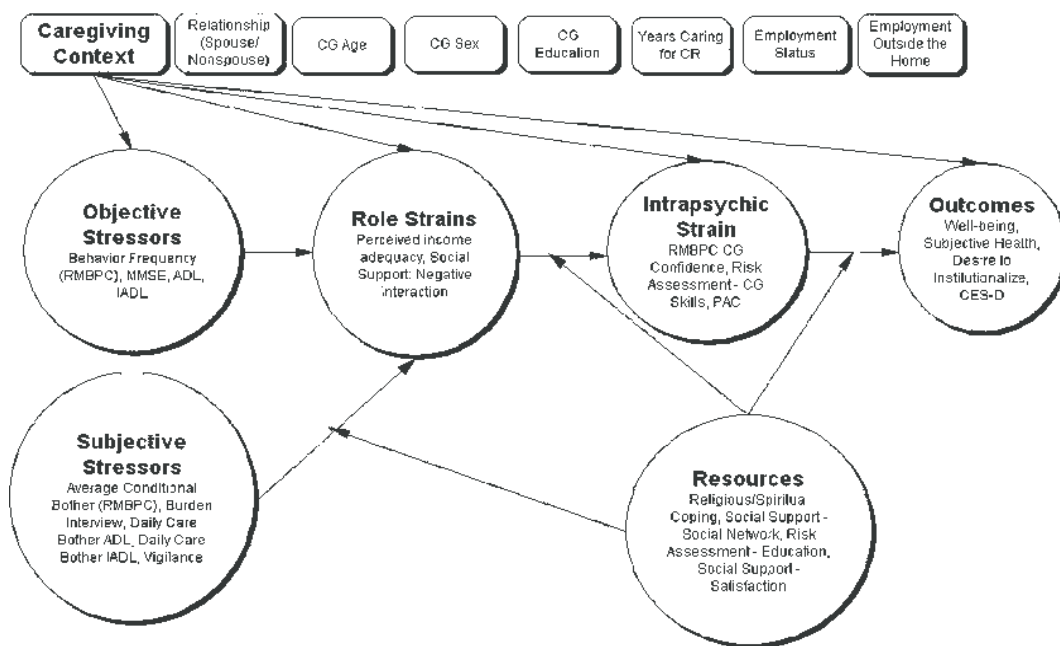 Caregiving
Context
Relationship
(Spouse/
Nonspouse)
CG Age
CG Sex
CG
Education
Years Caring
for CR
Employment
Status
Employment
Outside the
Home
Objective
Stressors
Behavior Frequency
(RMBPC), MMSE, ADL,
IADL
Role Strains
Perceived income
adequacy, Social
Support: Negative
Interaction
Intrapsychic
Strain
RMBPC CG
Confidence, Risk
Assessment - CG
Skills, PAC
Outcomes
Well-being,
Subjective Health,
Desire to
Institutionalize,
CES-D
Subjective
Stressors
Average Conditional
Bother (RMBPC), Burden
Interview, Daily Care
Bother ADL, Daily Care
Bother IADL, Vigilance
Resources
Religious/Spiritua
Coping, Social Support -
Social Network, Risk
Assessment - Education,
Social Support -
Satisfaction